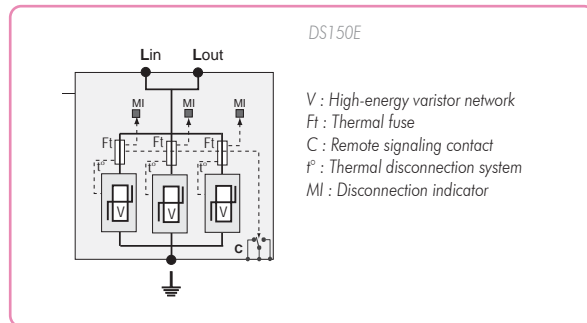 DS150E
Lin Lout
MI MI MI
Ft Ft Ft
t° t° t°
V V V
C
V : High-energy varistor network
Ft : Thermal fuse
C : Remote signaling contact
t° : Thermal disconnection system
MI : Disconnection indicator